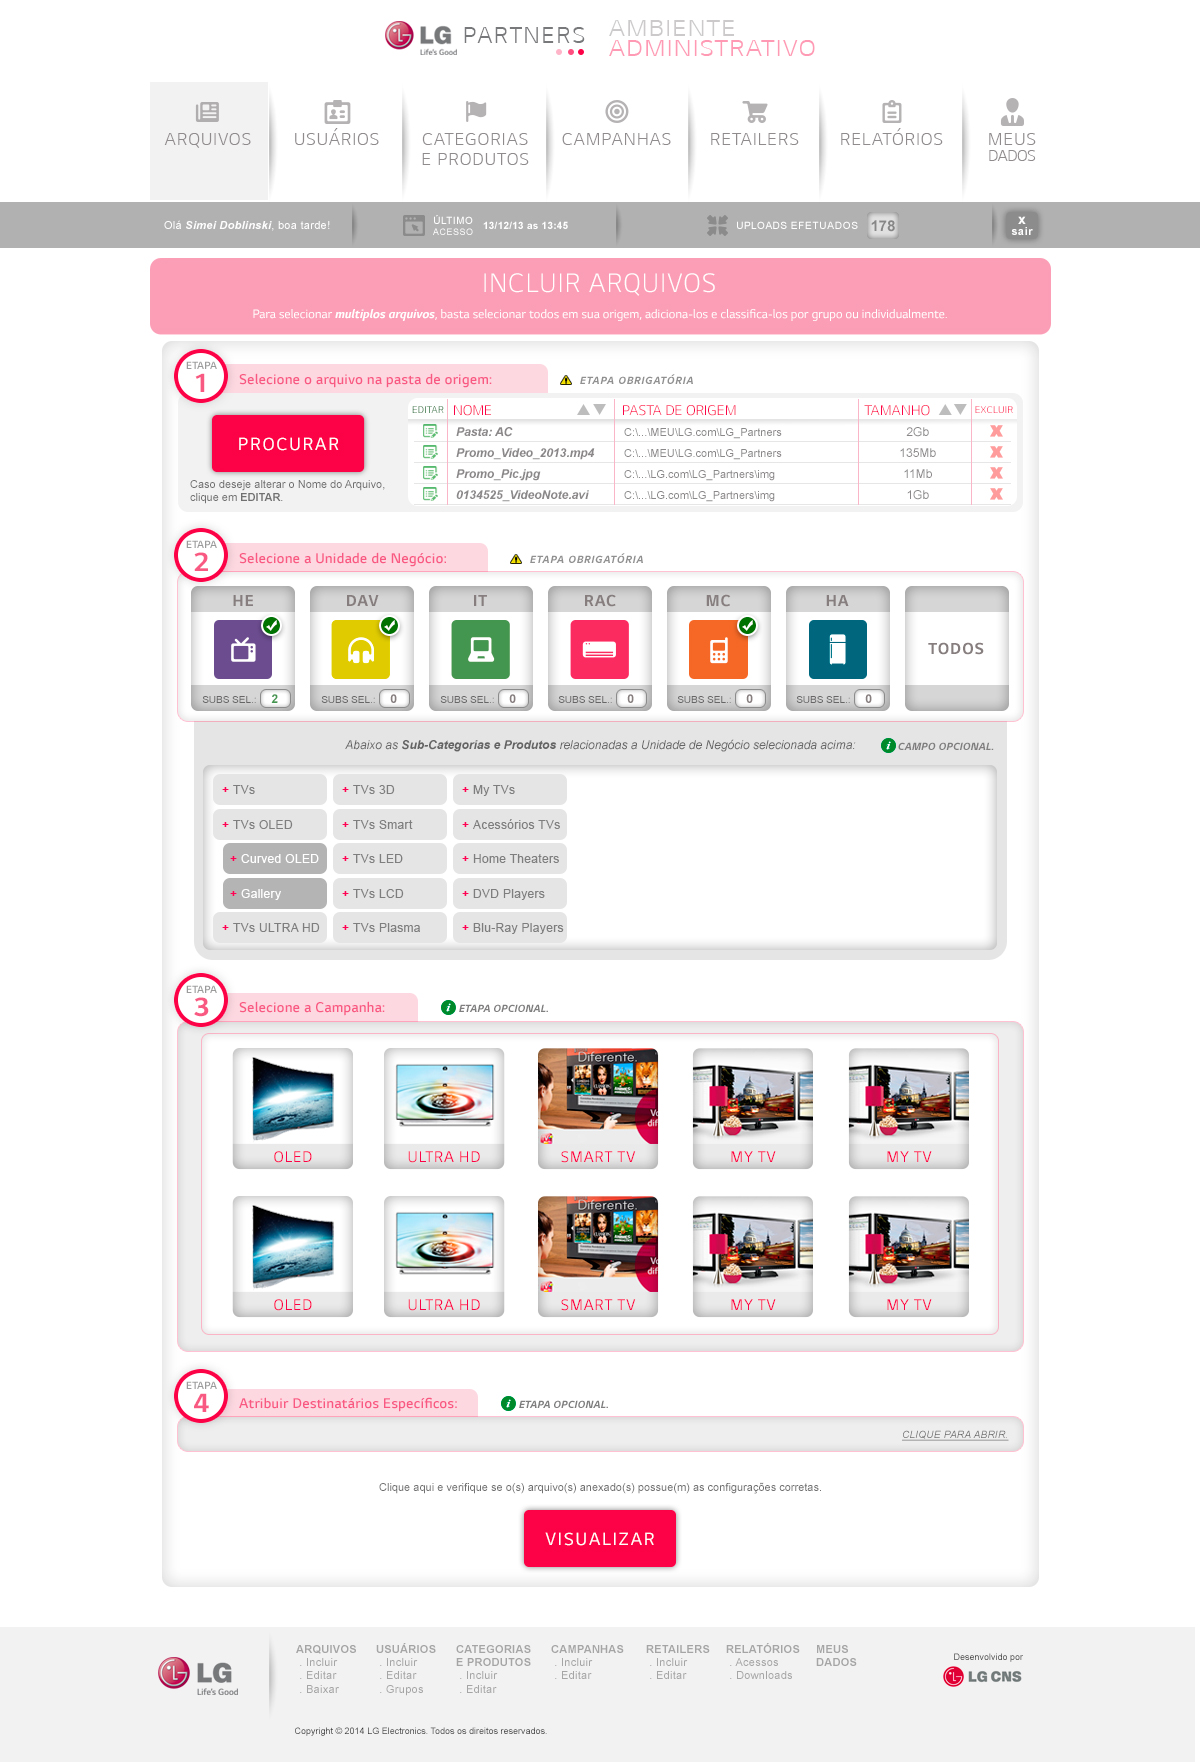 LG PARTNERS
Life's Good
AMBIENTE
ADMINISTRATIVO
ARQUIVOS
USUÁRIOS
CATEGORIAS
E PRODUTOS
CAMPANHAS
RETAILERS
RELATÓRIOS
MEUS
DADOS
Olá Simei Doblinski, boa tarde!
ÚLTIMO
ACESSO
13/12/13 as 13:45
UPLOADS EFETUADOS 178
x
sair
INCLUIR ARQUIVOS
Para selecionar multiplos arquivos, basta selecionar todos em sua origem, adiciona-los e classifica-los por grupo ou individualmente.
ETAPA
1
Selecione o arquivo na pasta de origem:
ETAPA OBRIGATÓRIA
PROCURAR
Caso deseje alterar o Nome do Arquivo,
clique em EDITAR.
EDITAR NOME PASTA DE ORIGEM TAMANHO EXCLUIR
Pasta: AC C:\...\MEU\LG.com\LG_Partners 2Gb X
Promo_Video_2013.mp4 C:\...\MEU\LG.com\LG_Partners 135Mb X
Promo_Pic.jpg C:\...\LG.com\LG_Partners\img 11Mb X
0134525_VideoNote.avi C:\...\LG.com\LG_Partners\img 1Gb X
ETAPA
2
Selecione a Unidade de Negócio:
ETAPA OBRIGATÓRIA
HE DAV IT RAC MC HA
TODOS
SUBS SEL.: 2 SUBS SEL.: 0 SUBS SEL.: 0 SUBS SEL.: 0 SUBS SEL.: 0 SUBS SEL.: 0
Abaixo as Sub-Categorias e Produtos relacionadas a Unidade de Negócio selecionada acima:
i CAMPO OPCIONAL.
+ TVs + TVs 3D + My TVs
+ TVs OLED + TVs Smart + Acessórios TVs
+ Curved OLED + TVs LED + Home Theaters
+ Gallery + TVs LCD + DVD Players
+ TVs ULTRA HD + TVs Plasma + Blu-Ray Players
ETAPA
3
Selecione a Campanha:
i ETAPA OPCIONAL.
Diferente.
OLED ULTRA HD SMART TV MY TV MY TV
Diferente.
OLED ULTRA HD SMART TV MY TV MY TV
ETAPA
4
Atribuir Destinatários Específicos:
i ETAPA OPCIONAL.
CLIQUE PARA ABRIR.
Clique aqui e verifique se o(s) arquivo(s) anexado(s) possue(m) as configurações corretas.
VISUALIZAR
LG
Life's Good
ARQUIVOS
. Incluir
. Editar
. Baixar
USUÁRIOS
. Incluir
. Editar
. Grupos
CATEGORIAS
E PRODUTOS
. Incluir
. Editar
CAMPANHAS
. Incluir
. Editar
RETAILERS
. Incluir
. Editar
RELATÓRIOS
. Acessos
. Downloads
MEUS
DADOS
Desenvolvido por
LG CNS
Copyright © 2014 LG Electronics. Todos os direitos reservados.